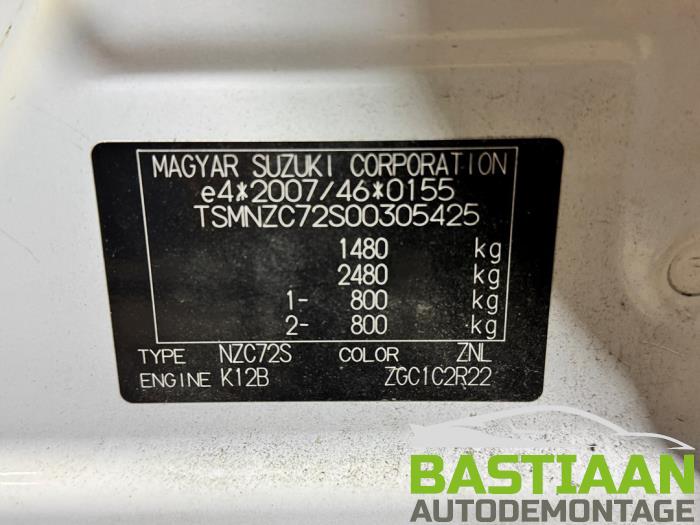 MAGYAR SUZUKI CORPORATION
e4*2007/46*0155
TSMNZC72S00305425
1480 kg
2480 kg
1- 800 kg
2- 800 kg
TYPE NZC72S COLOR ZNL
ENGINE K12B ZGC1C2R22
BASTIAAN
AUTODEMONTAGE